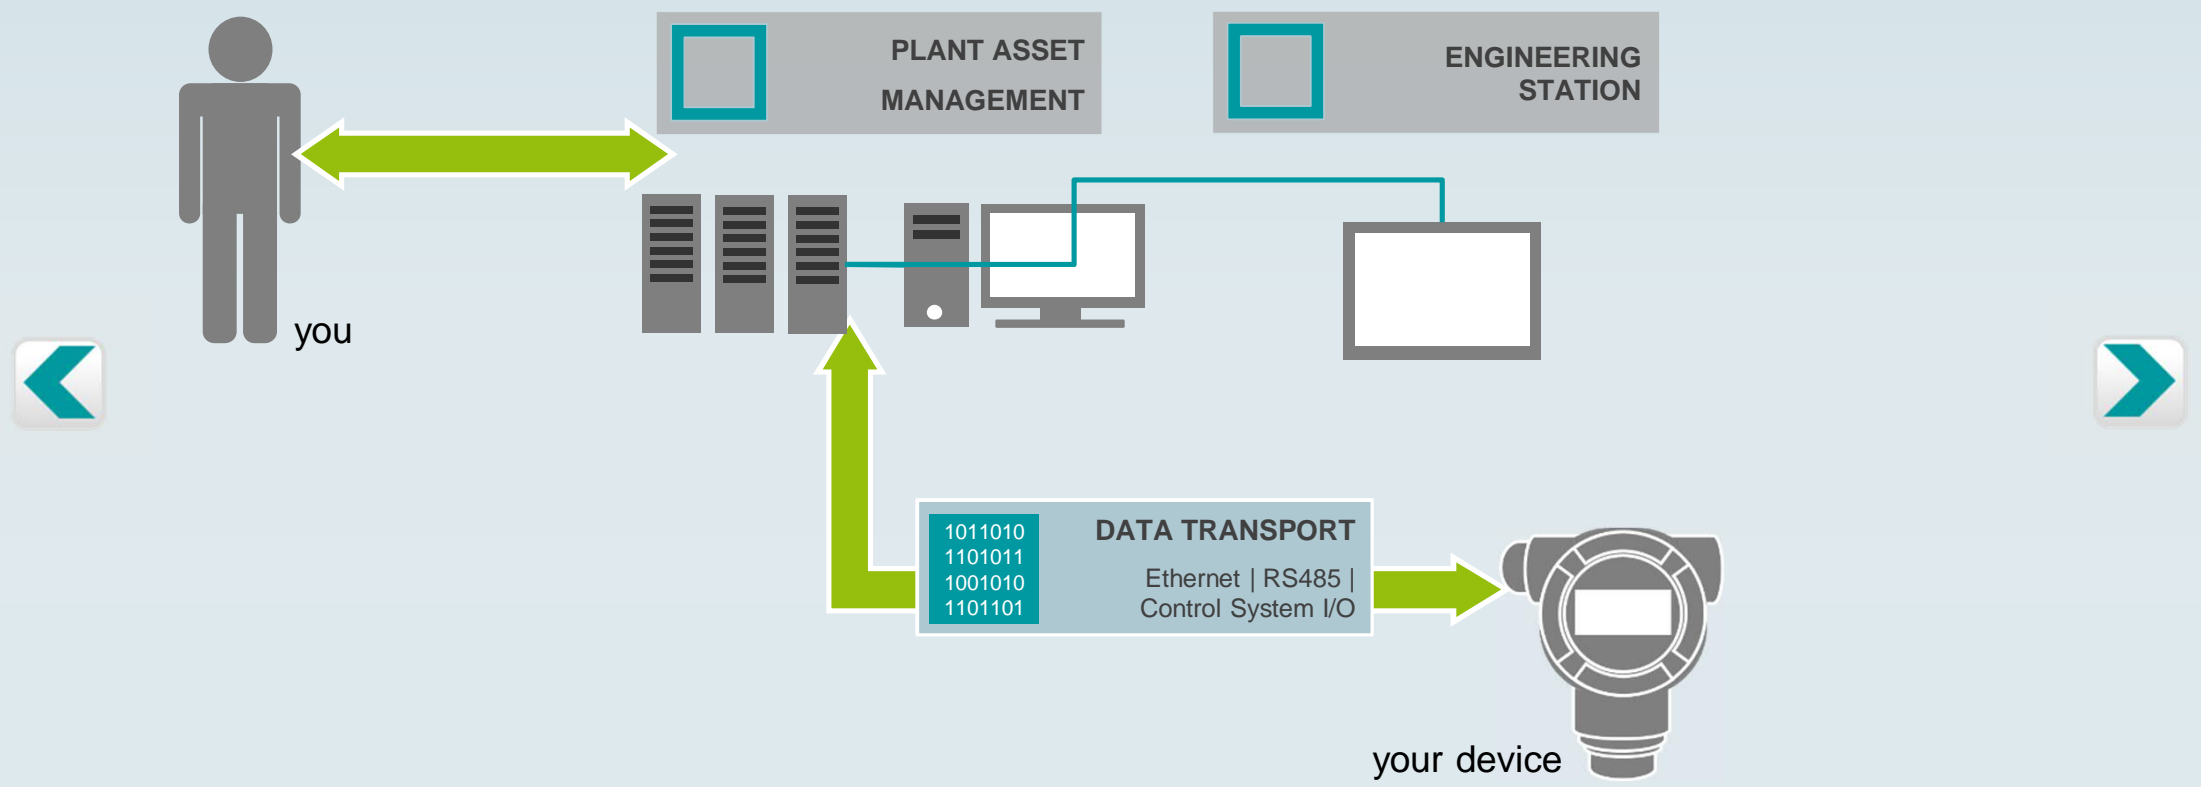 PLANT ASSET
MANAGEMENT
ENGINEERING
STATION
you
1011010
1101011
1001010
1101101
DATA TRANSPORT
Ethernet | RS485 |
Control System I/O
your device